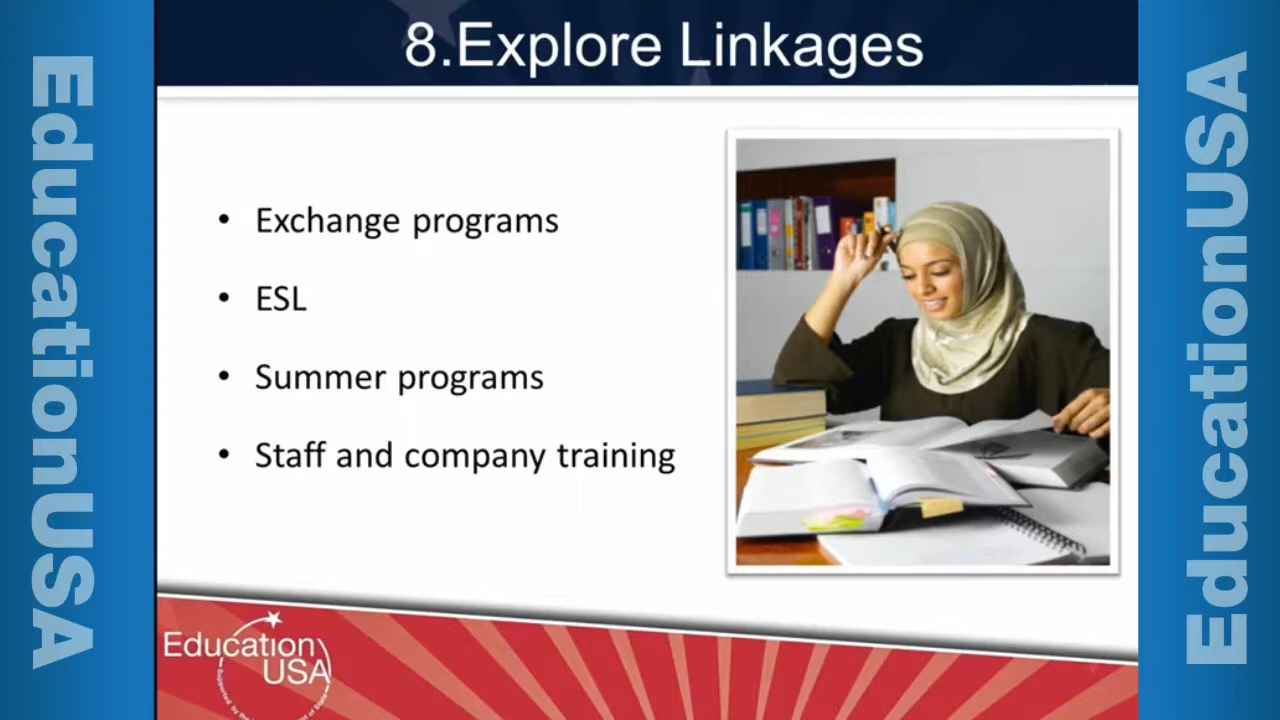 8.Explore Linkages
EducationUSA
• Exchange programs
• ESL
• Summer programs
• Staff and company training
Education
USA
EducationUSA